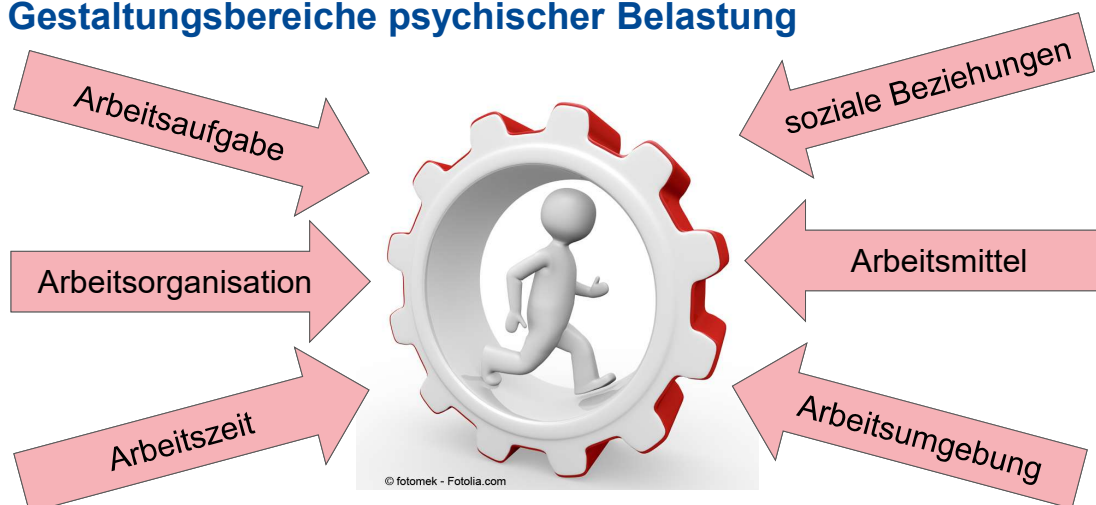 Gestaltungsbereiche psychischer Belastung
Arbeitsaufgabe
soziale Beziehungen
Arbeitsorganisation
Arbeitsmittel
Arbeitszeit
Arbeitsumgebung
© fotomek - Fotolia.com